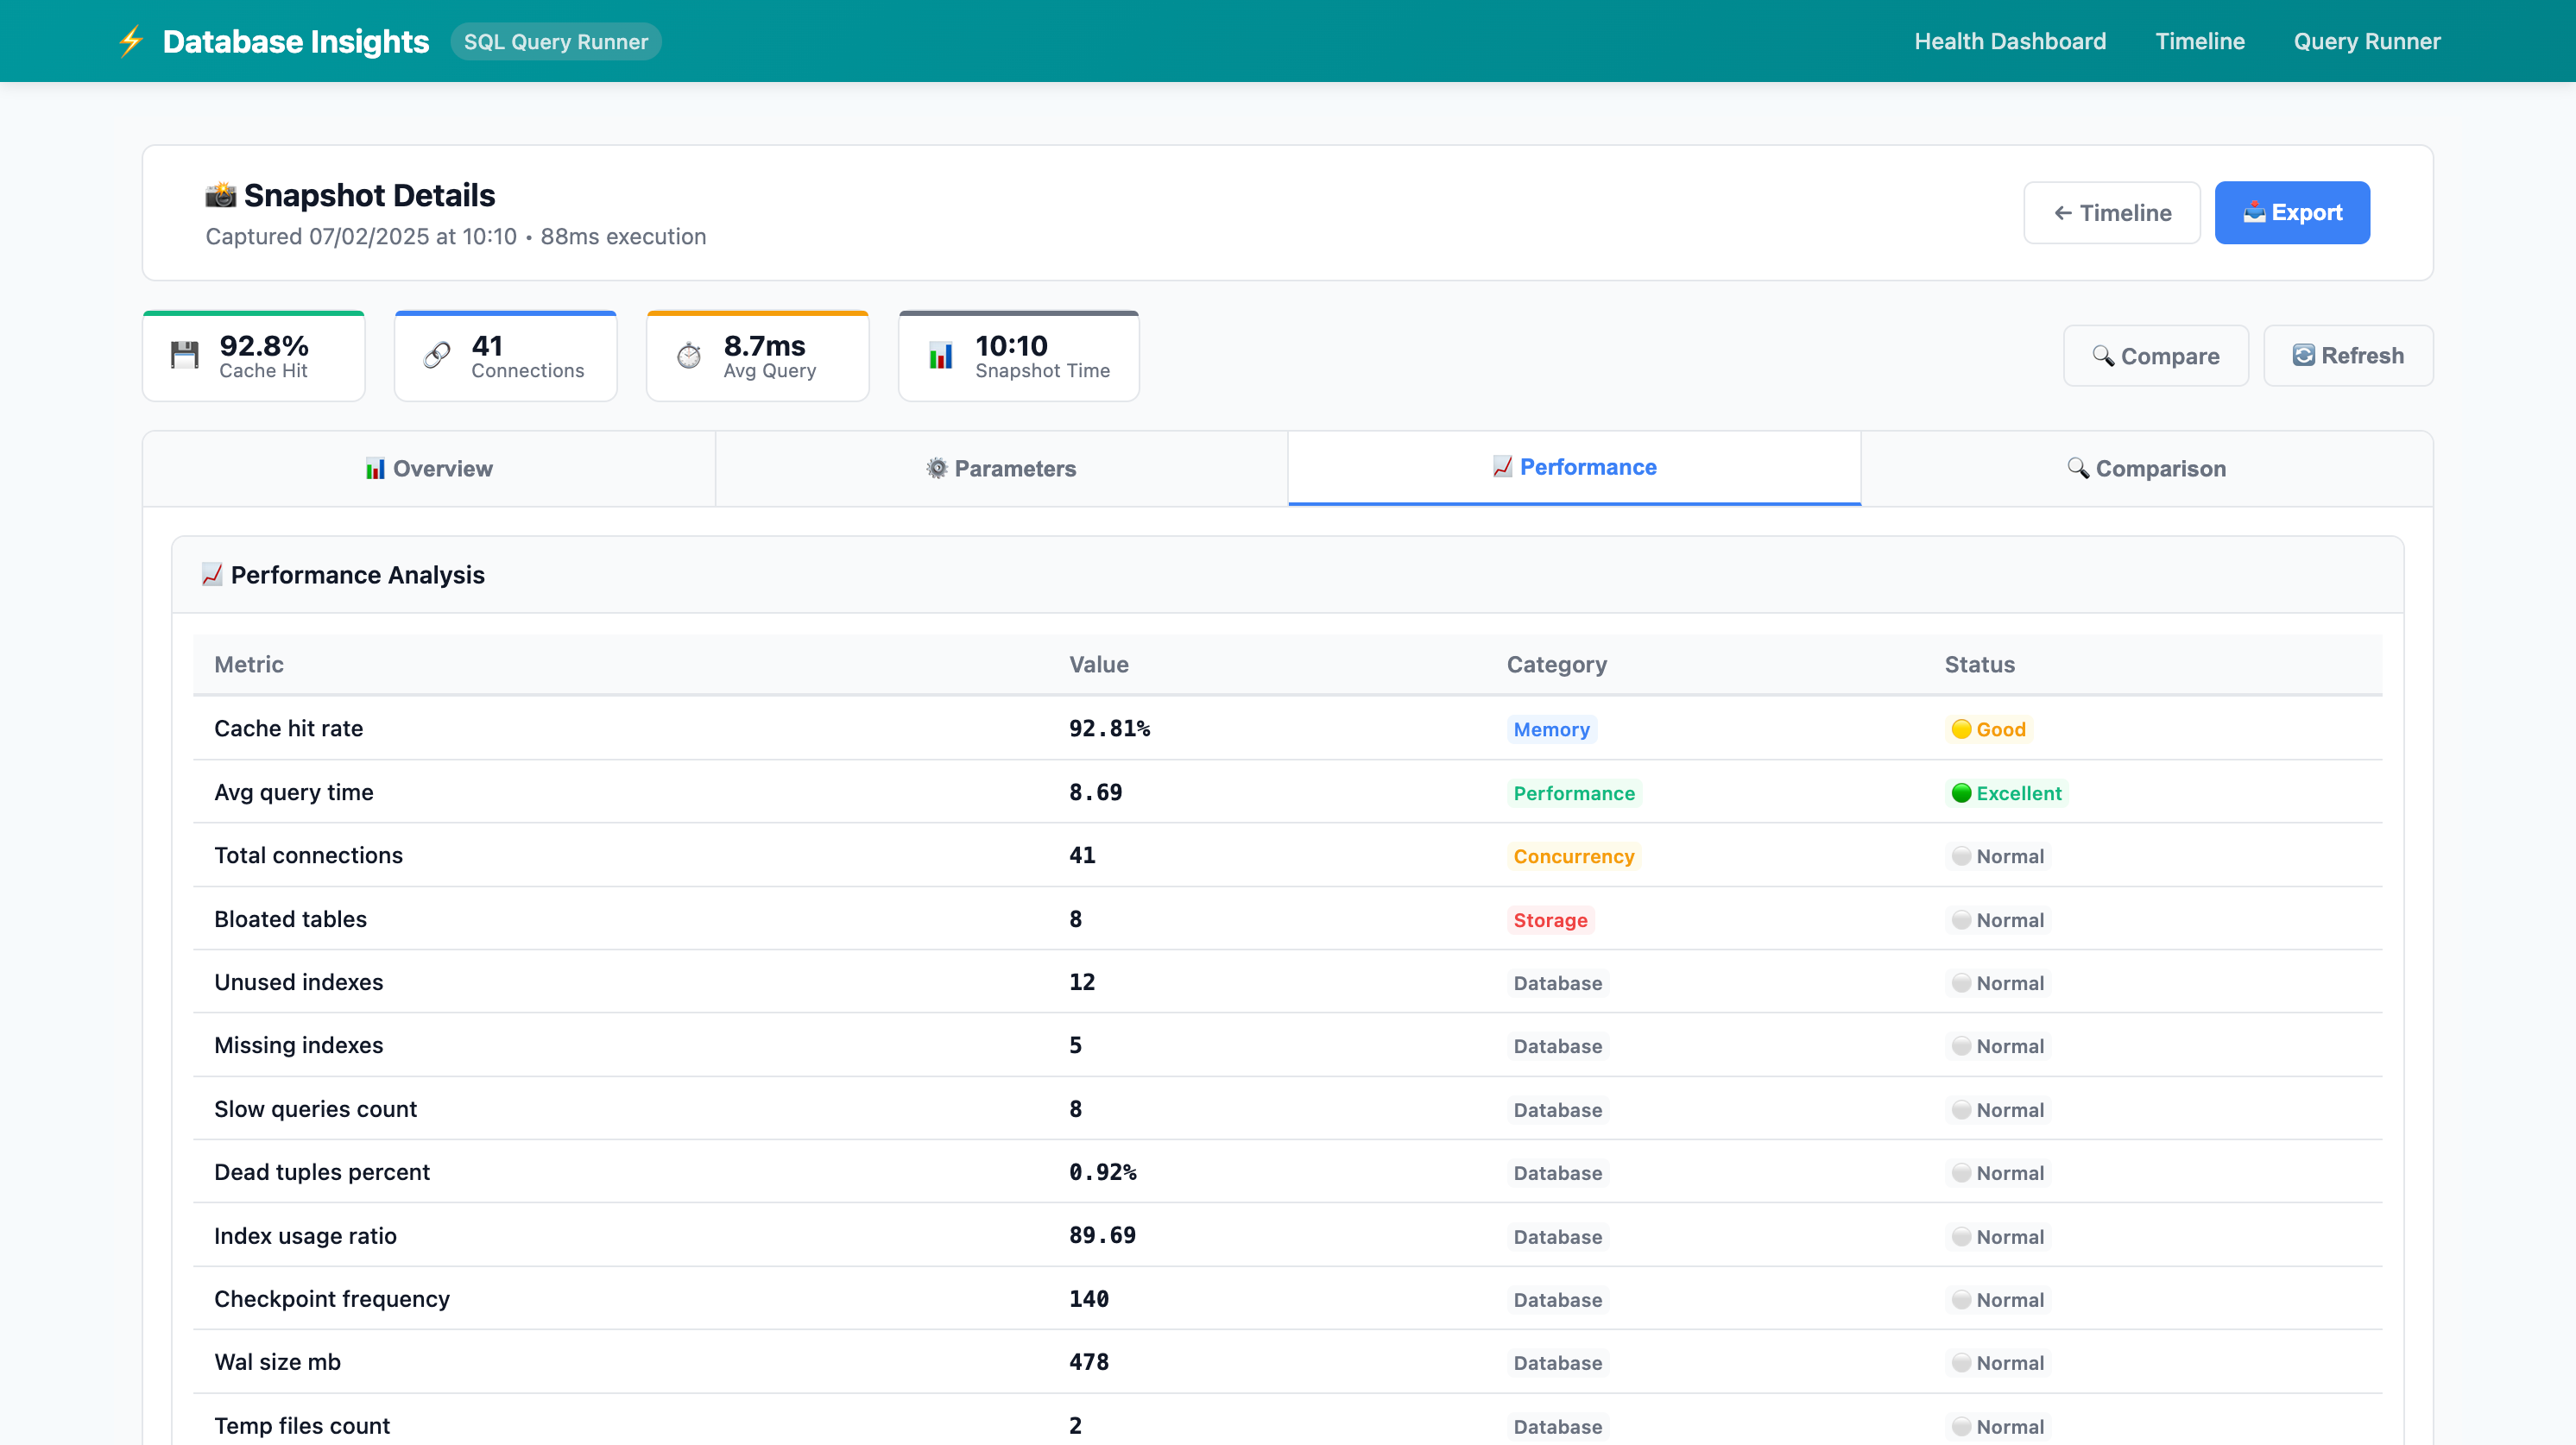 Database Insights SQL Query Runner Health Dashboard Timeline Query Runner
Snapshot Details
Captured 07/02/2025 at 10:10 • 88ms execution
← Timeline Export
92.8% 41 8.7ms 10:10
Cache Hit Connections Avg Query Snapshot Time
Compare Refresh
Overview Parameters Performance Comparison
Performance Analysis
Metric Value Category Status
Cache hit rate 92.81% Memory Good
Avg query time 8.69 Performance Excellent
Total connections 41 Concurrency Normal
Bloated tables 8 Storage Normal
Unused indexes 12 Database Normal
Missing indexes 5 Database Normal
Slow queries count 8 Database Normal
Dead tuples percent 0.92% Database Normal
Index usage ratio 89.69 Database Normal
Checkpoint frequency 140 Database Normal
Wal size mb 478 Database Normal
Temp files count 2 Database Normal